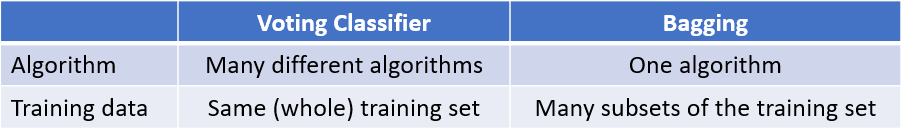 Voting Classifier Bagging
Algorithm Many different algorithms One algorithm
Training data Same (whole) training set Many subsets of the training set